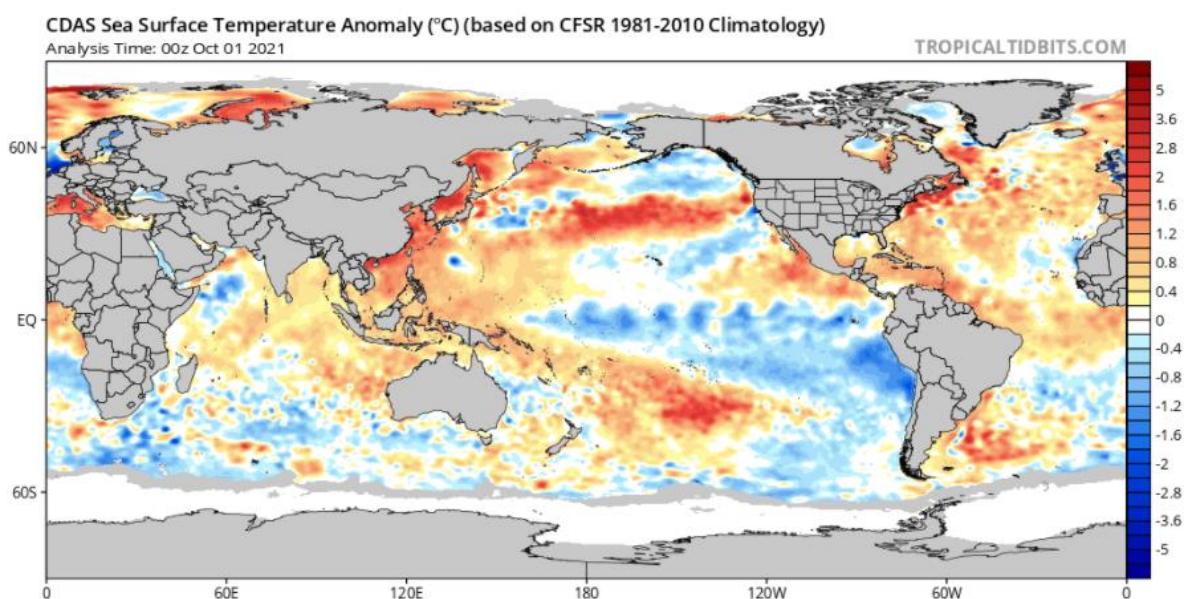 CDAS Sea Surface Temperature Anomaly (°C) (based on CFSR 1981-2010 Climatology)
Analysis Time: 00z Oct 01 2021
TROPICALTIDBITS.COM
60N
EQ
60S
0
60E
120E
180
120W
60W
0
5
3.6
2.8
2
1.6
1.2
0.8
0.4
0
-0.4
-0.8
-1.2
-1.6
-2
-2.8
-3.6
-5